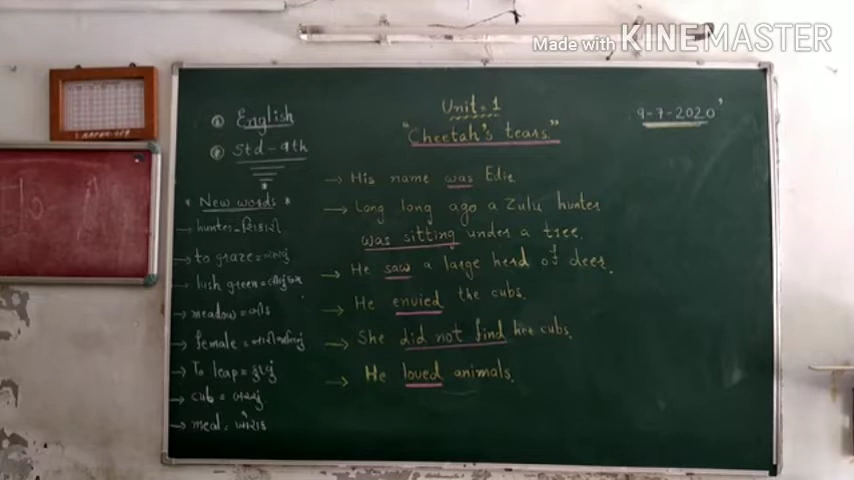 Made with KINEMASTER
① English
② Std - 9th
Unit = 1
"Cheetah's tears."
9-7-2020
* New words *
→ hunter = શિકારી
→ to graze = ચરવું
→ lush green =
→ meadow = બીડ
→ female =
→ To leap = કૂદવું
→ cub = બચ્ચું
→ meal = ખોરાક
→ His name was Edie
→ Long long ago a Zulu hunter
was sitting under a tree.
→ He saw a large herd of deer.
→ He envied the cubs.
→ She did not find her cubs.
→ He loved animals.